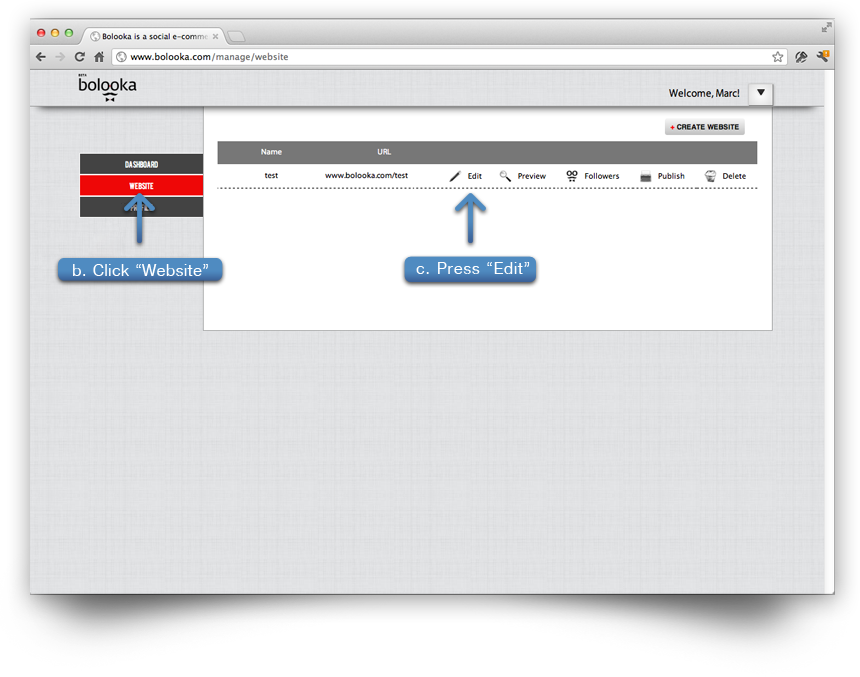 Bolooka is a social e-comme
www.bolooka.com/manage/website
BETA
bolooka
Welcome, Marc!
+ CREATE WEBSITE
Name URL
DASHBOARD
WEBSITE
test www.bolooka.com/test Edit Preview Followers Publish Delete
b. Click “Website”
c. Press “Edit”